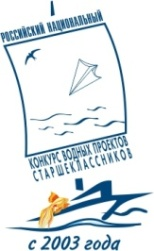 РОССИЙСКИЙ НАЦИОНАЛЬНЫЙ
КОНКУРС ВОДНЫХ ПРОЕКТОВ
СТАРШЕКЛАССНИКОВ
с 2003 года